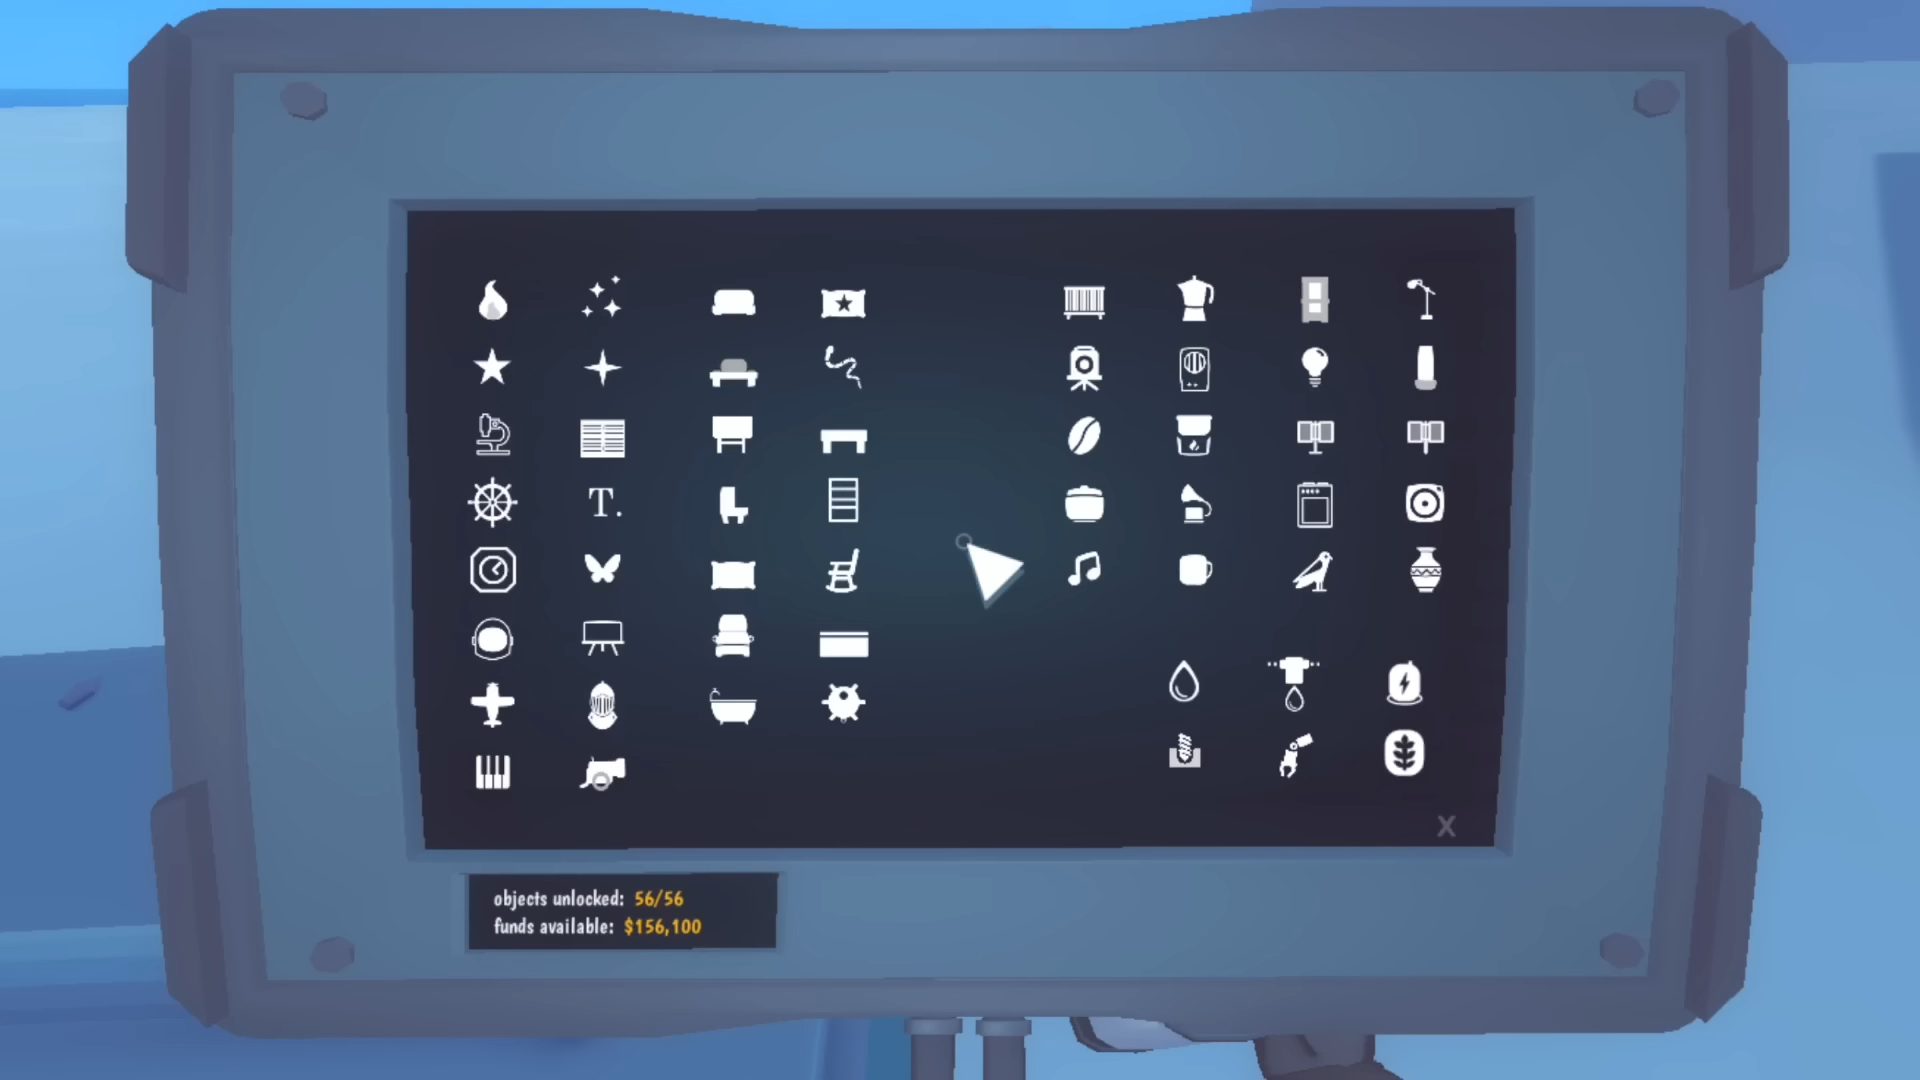 T.
X
objects unlocked: 56/56
funds available: $156,100